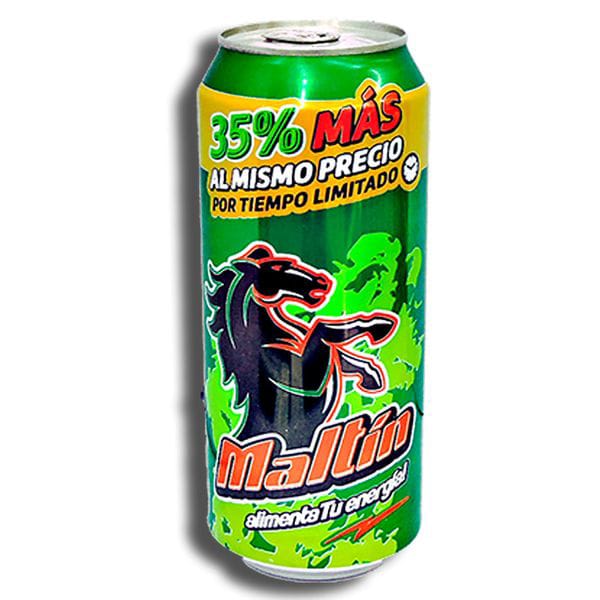 35% MÁS
AL MISMO PRECIO
POR TIEMPO LIMITADO
Maltín
alimenta Tu energía!